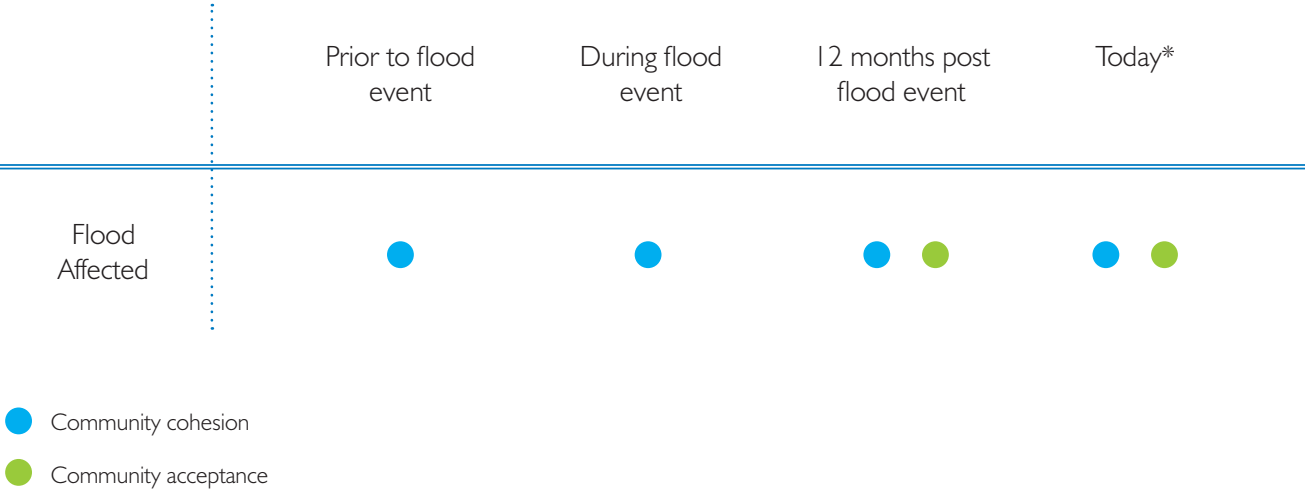 Prior to flood
event
During flood
event
12 months post
flood event
Today*
Flood
Affected
Community cohesion
Community acceptance